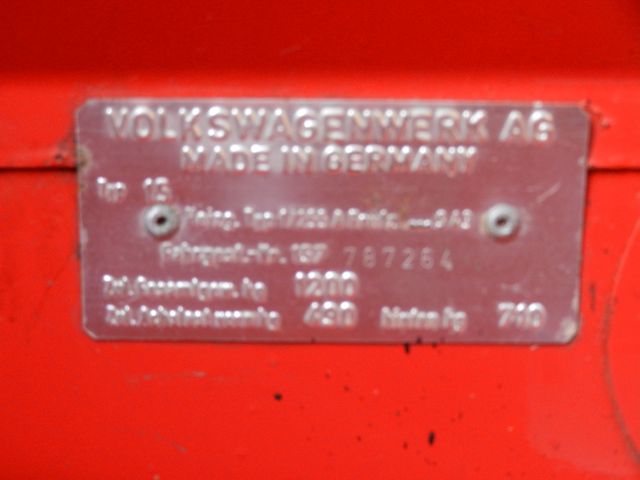 VOLKSWAGENWERK AG
MADE IN GERMANY
Typ 15
Fahrgest.-Nr. 157 787264
Zul. Gesamtgew. kg 1200
Zul. Achslast vorn kg 490 hinten kg 710